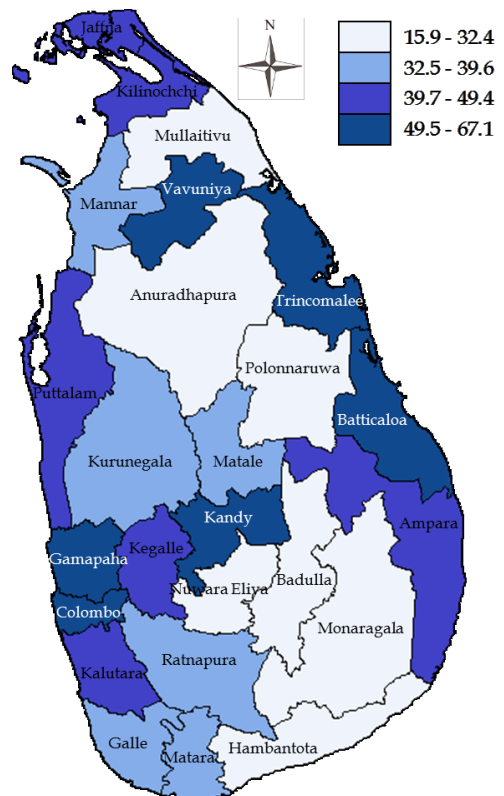 Jaffna
N
15.9 - 32.4
32.5 - 39.6
39.7 - 49.4
49.5 - 67.1
Kilinochchi
Mullaitivu
Vavuniya
Mannar
Anuradhapura
Trincomalee
Polonnaruwa
Puttalam
Batticaloa
Kurunegala
Matale
Kandy
Ampara
Gamapaha
Kegalle
Nuwara Eliya
Badulla
Colombo
Monaragala
Ratnapura
Kalutara
Galle
Matara
Hambantota